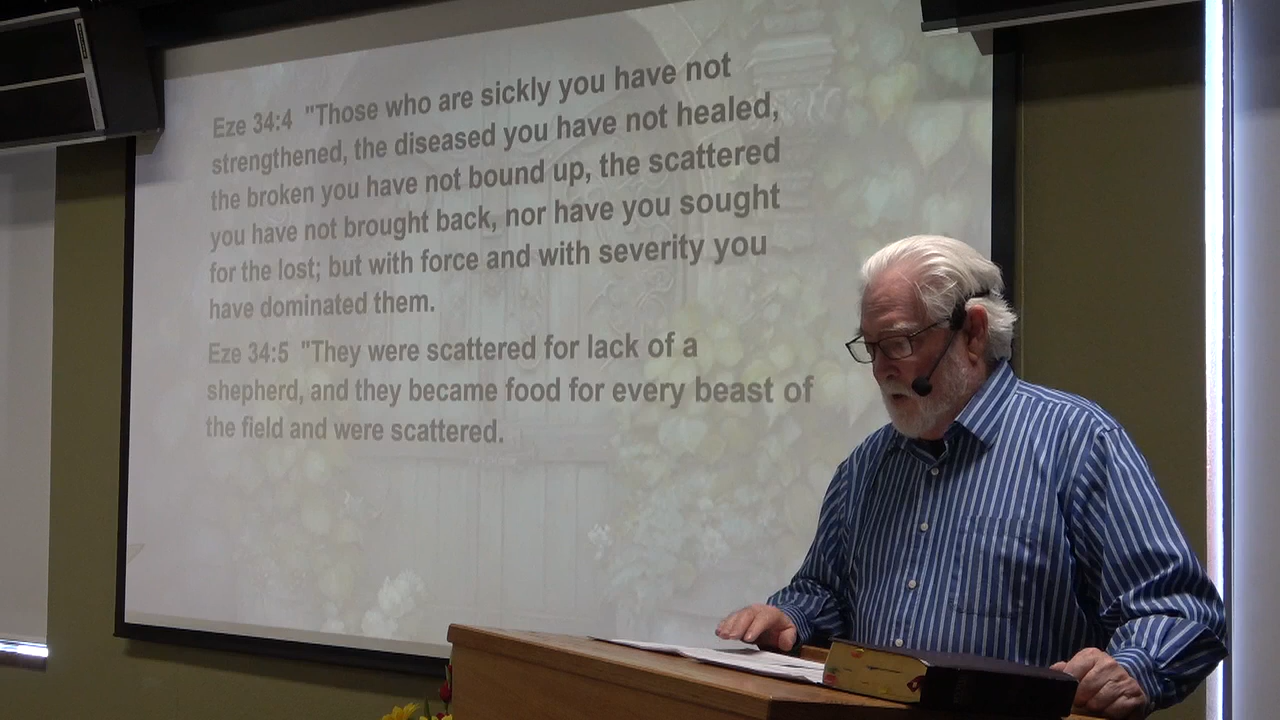 Eze 34:4 "Those who are sickly you have not
strengthened, the diseased you have not healed,
the broken you have not bound up, the scattered
you have not brought back, nor have you sought
for the lost; but with force and with severity you
have dominated them.
Eze 34:5 "They were scattered for lack of a
shepherd, and they became food for every beast of
the field and were scattered.